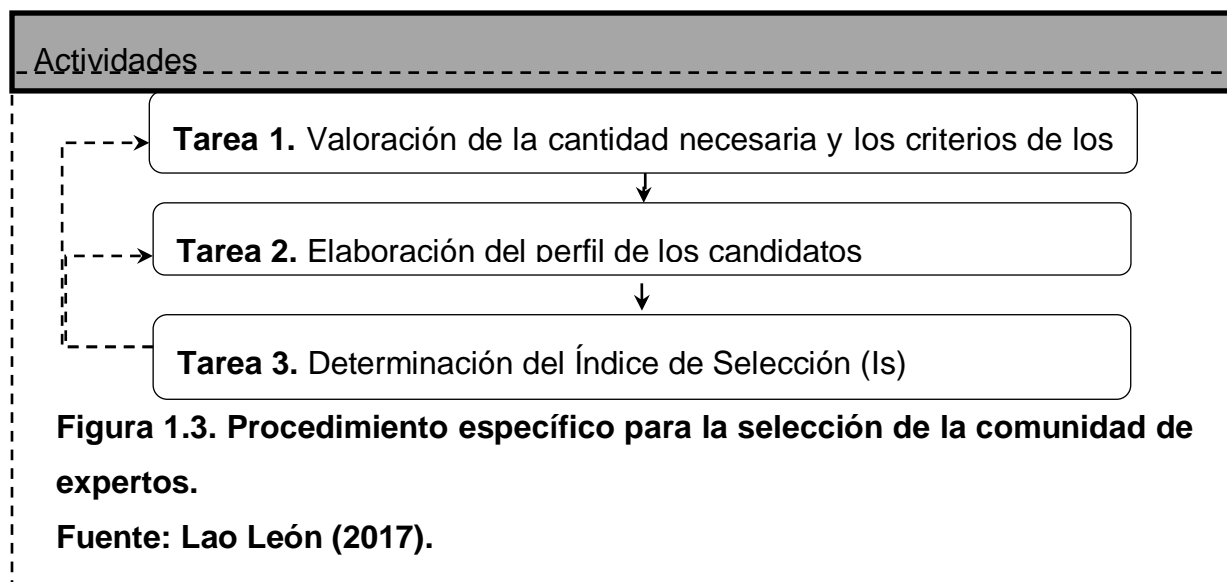 Actividades
Tarea 1. Valoración de la cantidad necesaria y los criterios de los
Tarea 2. Elaboración del perfil de los candidatos
Tarea 3. Determinación del Índice de Selección (Is)
Figura 1.3. Procedimiento específico para la selección de la comunidad de
expertos.
Fuente: Lao León (2017).